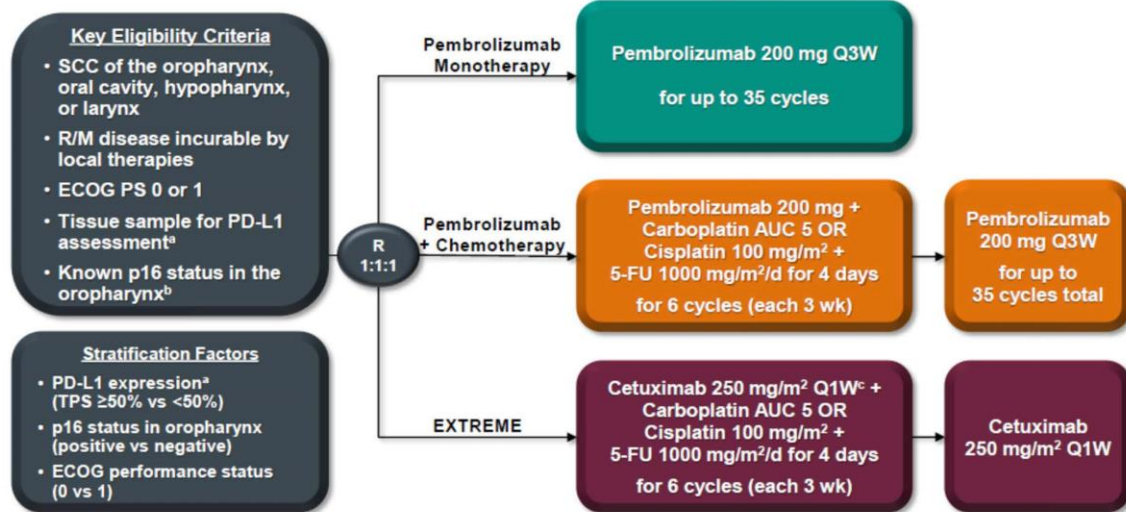 Key Eligibility Criteria
• SCC of the oropharynx,
oral cavity, hypopharynx,
or larynx
• R/M disease incurable by
local therapies
• ECOG PS 0 or 1
• Tissue sample for PD-L1
assessmentᵃ
• Known p16 status in the
oropharynxᵇ
Stratification Factors
• PD-L1 expressionᵃ
(TPS ≥50% vs <50%)
• p16 status in oropharynx
(positive vs negative)
• ECOG performance status
(0 vs 1)
R
1:1:1
Pembrolizumab
Monotherapy
Pembrolizumab 200 mg Q3W
for up to 35 cycles
Pembrolizumab
+ Chemotherapy
Pembrolizumab 200 mg +
Carboplatin AUC 5 OR
Cisplatin 100 mg/m² +
5-FU 1000 mg/m²/d for 4 days
for 6 cycles (each 3 wk)
Pembrolizumab
200 mg Q3W
for up to
35 cycles total
EXTREME
Cetuximab 250 mg/m² Q1Wᶜ +
Carboplatin AUC 5 OR
Cisplatin 100 mg/m² +
5-FU 1000 mg/m²/d for 4 days
for 6 cycles (each 3 wk)
Cetuximab
250 mg/m² Q1W